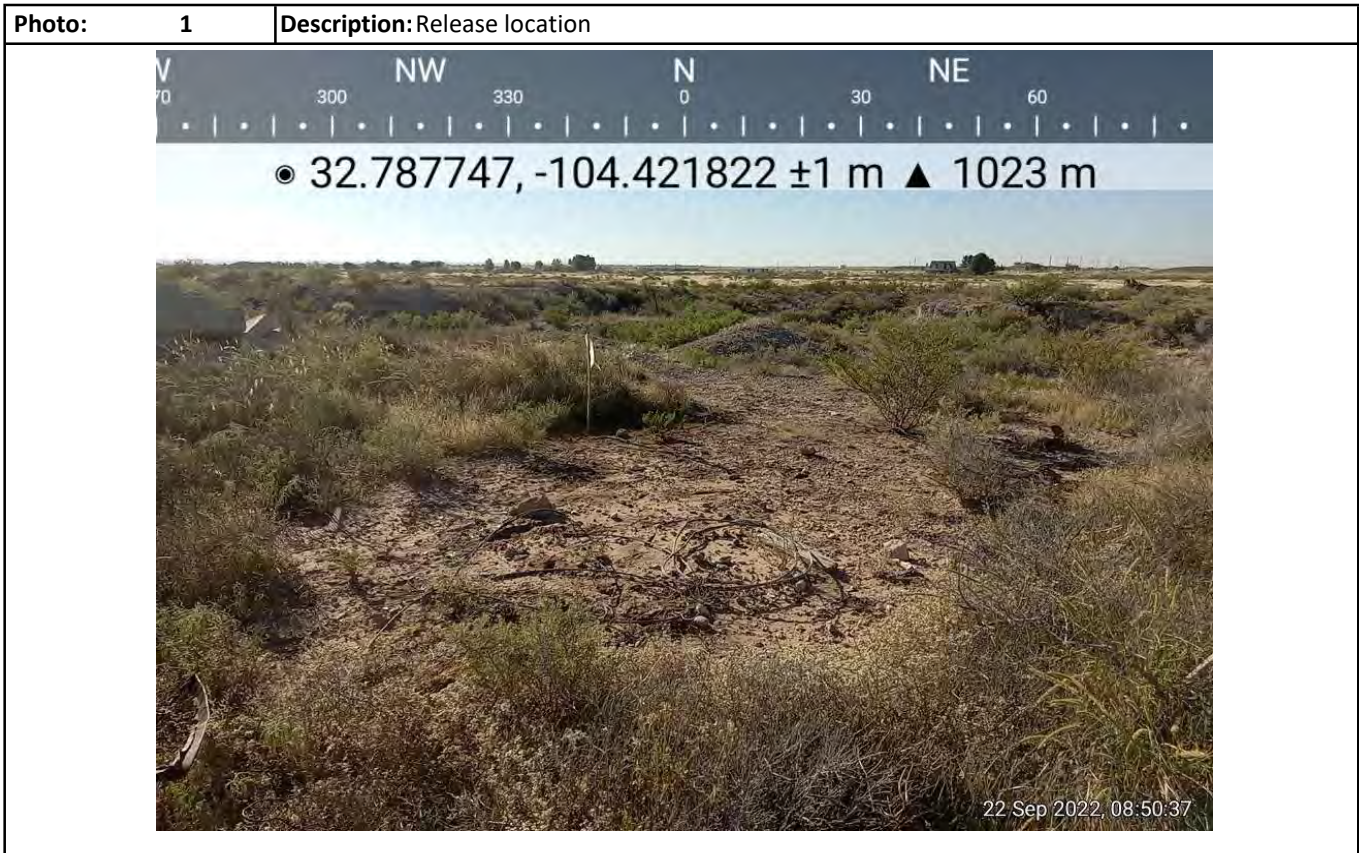 Photo: 1 Description: Release location
NW N NE
300 330 0 30 60
32.787747, -104.421822 ±1 m ▲ 1023 m
22 Sep 2022, 08:50:37